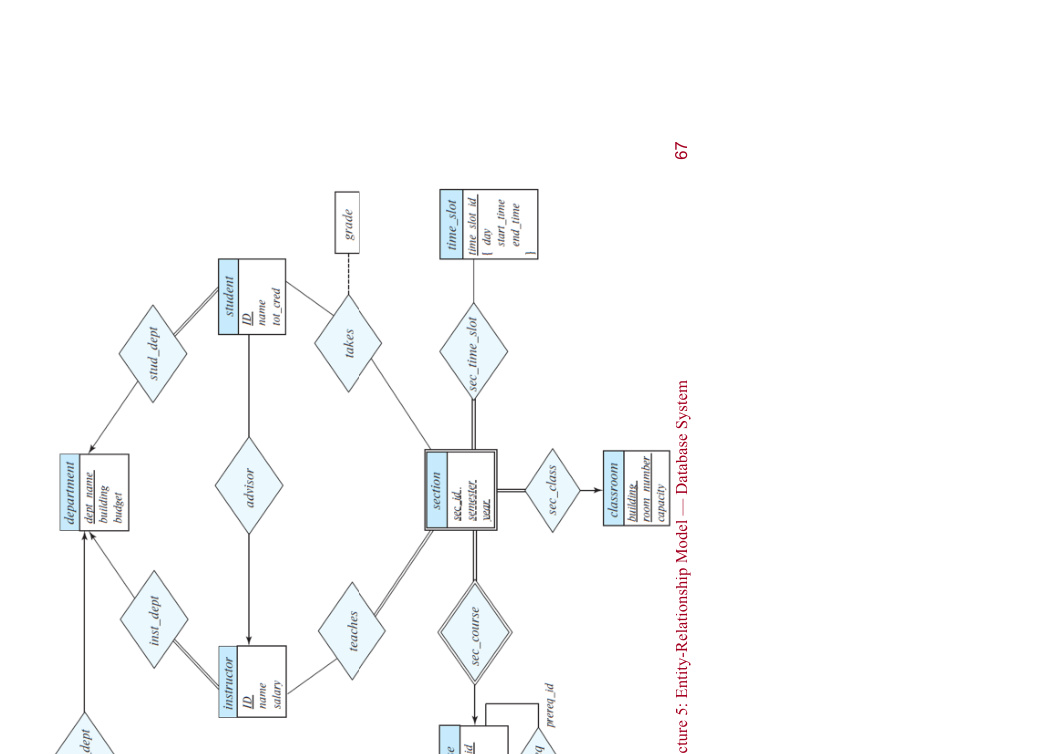 67
grade
time_slot
time_slot_id
{ day
start_time
end_time
}
student
ID
name
tot_cred
stud_dept
takes
sec_time_slot
department
dept_name
building
budget
advisor
section
sec_id
semester
year
sec_class
classroom
building
room_number
capacity
inst_dept
teaches
sec_course
instructor
ID
name
salary
prereq_id
_dept
cture 5: Entity-Relationship Model — Database System